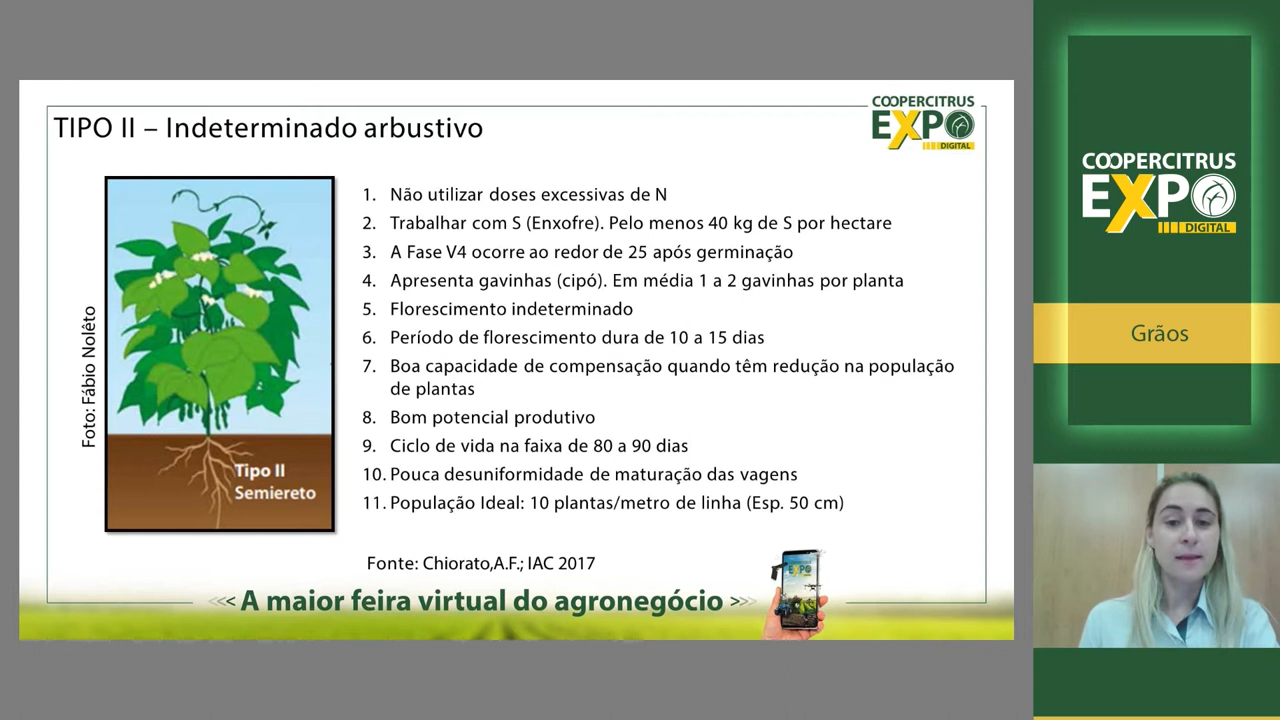 TIPO II – Indeterminado arbustivo
COOPERCITRUS
EXPO
DIGITAL
Foto: Fábio Nolêto
Tipo II
Semiereto
1. Não utilizar doses excessivas de N
2. Trabalhar com S (Enxofre). Pelo menos 40 kg de S por hectare
3. A Fase V4 ocorre ao redor de 25 após germinação
4. Apresenta gavinhas (cipó). Em média 1 a 2 gavinhas por planta
5. Florescimento indeterminado
6. Período de florescimento dura de 10 a 15 dias
7. Boa capacidade de compensação quando têm redução na população
de plantas
8. Bom potencial produtivo
9. Ciclo de vida na faixa de 80 a 90 dias
10. Pouca desuniformidade de maturação das vagens
11. População Ideal: 10 plantas/metro de linha (Esp. 50 cm)
Fonte: Chiorato,A.F.; IAC 2017
<<< A maior feira virtual do agronegócio >>>
EXPO
COOPERCITRUS
EXPO
DIGITAL
Grãos